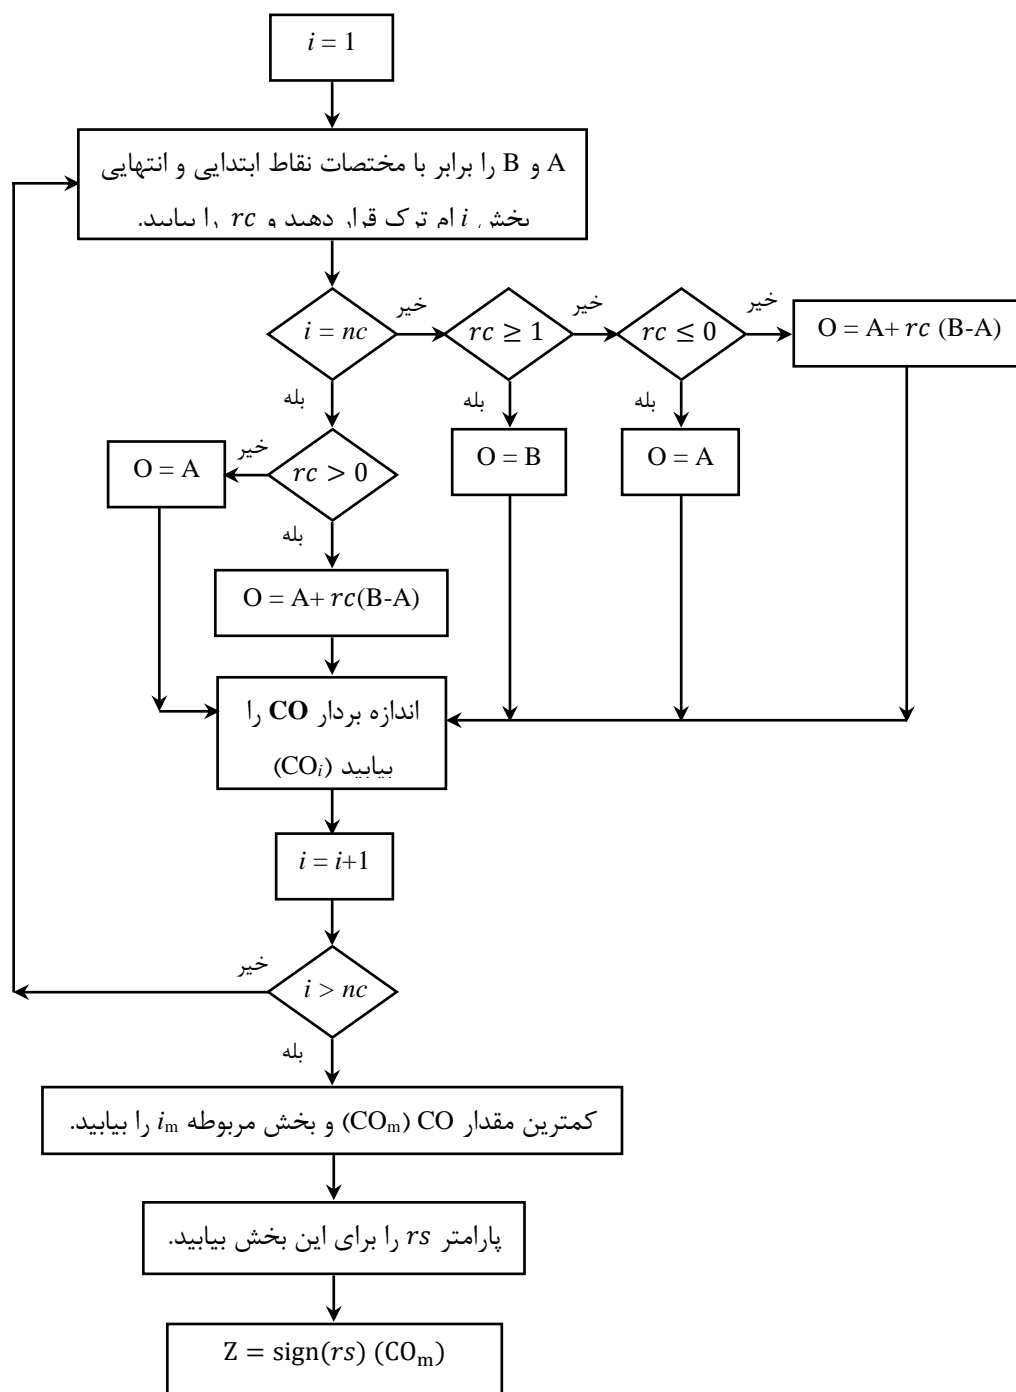 i = 1
A و B را برابر با مختصات نقاط ابتدایی و انتهایی
بخش i ام ترک قرار دهید و rc را بیابید.
i = nc
خیر
rc ≥ 1
خیر
rc ≤ 0
خیر
O = A+ rc (B-A)
بله
بله
بله
O = A
خیر
rc > 0
O = B
O = A
بله
O = A+ rc(B-A)
اندازه بردار CO را
بیابید (COi)
i = i+1
خیر
i > nc
بله
کمترین مقدار CO (COm) و بخش مربوطه im را بیابید.
پارامتر rs را برای این بخش بیابید.
Z = sign(rs) (COm)